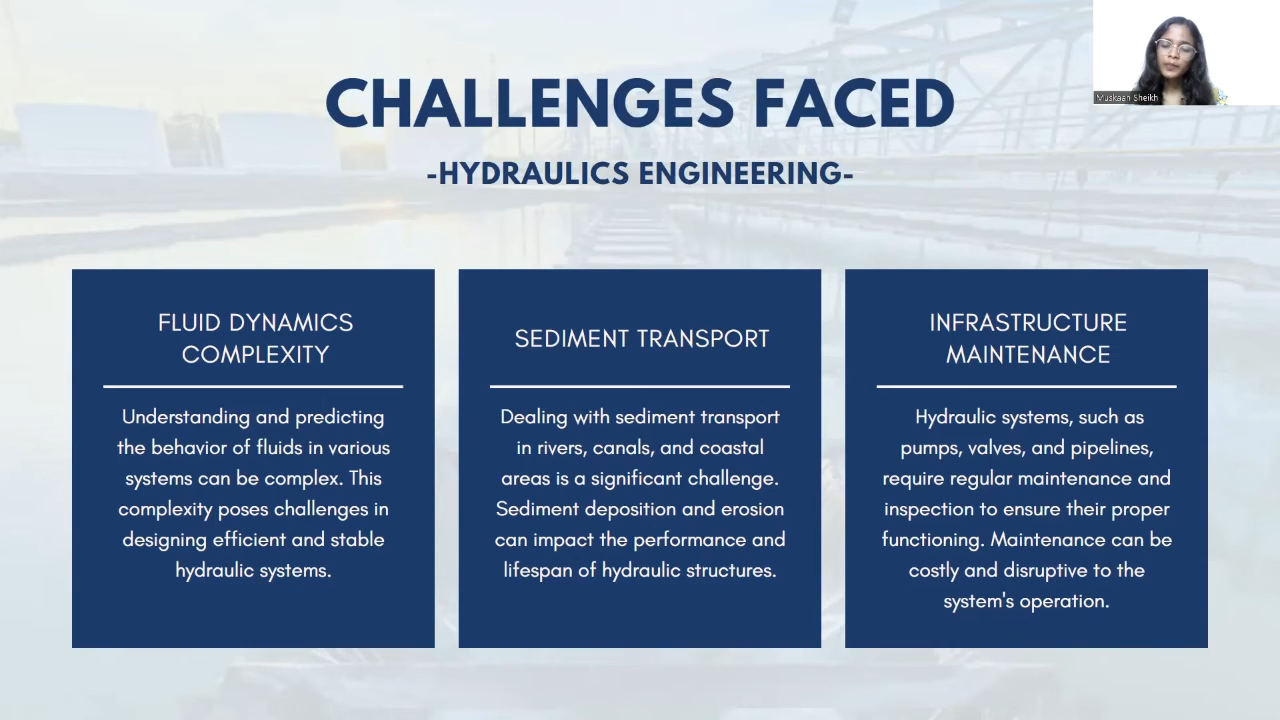 CHALLENGES FACED
Muskaan Sheikh
-HYDRAULICS ENGINEERING-
FLUID DYNAMICS
COMPLEXITY
Understanding and predicting
the behavior of fluids in various
systems can be complex. This
complexity poses challenges in
designing efficient and stable
hydraulic systems.
SEDIMENT TRANSPORT
Dealing with sediment transport
in rivers, canals, and coastal
areas is a significant challenge.
Sediment deposition and erosion
can impact the performance and
lifespan of hydraulic structures.
INFRASTRUCTURE
MAINTENANCE
Hydraulic systems, such as
pumps, valves, and pipelines,
require regular maintenance and
inspection to ensure their proper
functioning. Maintenance can be
costly and disruptive to the
system's operation.